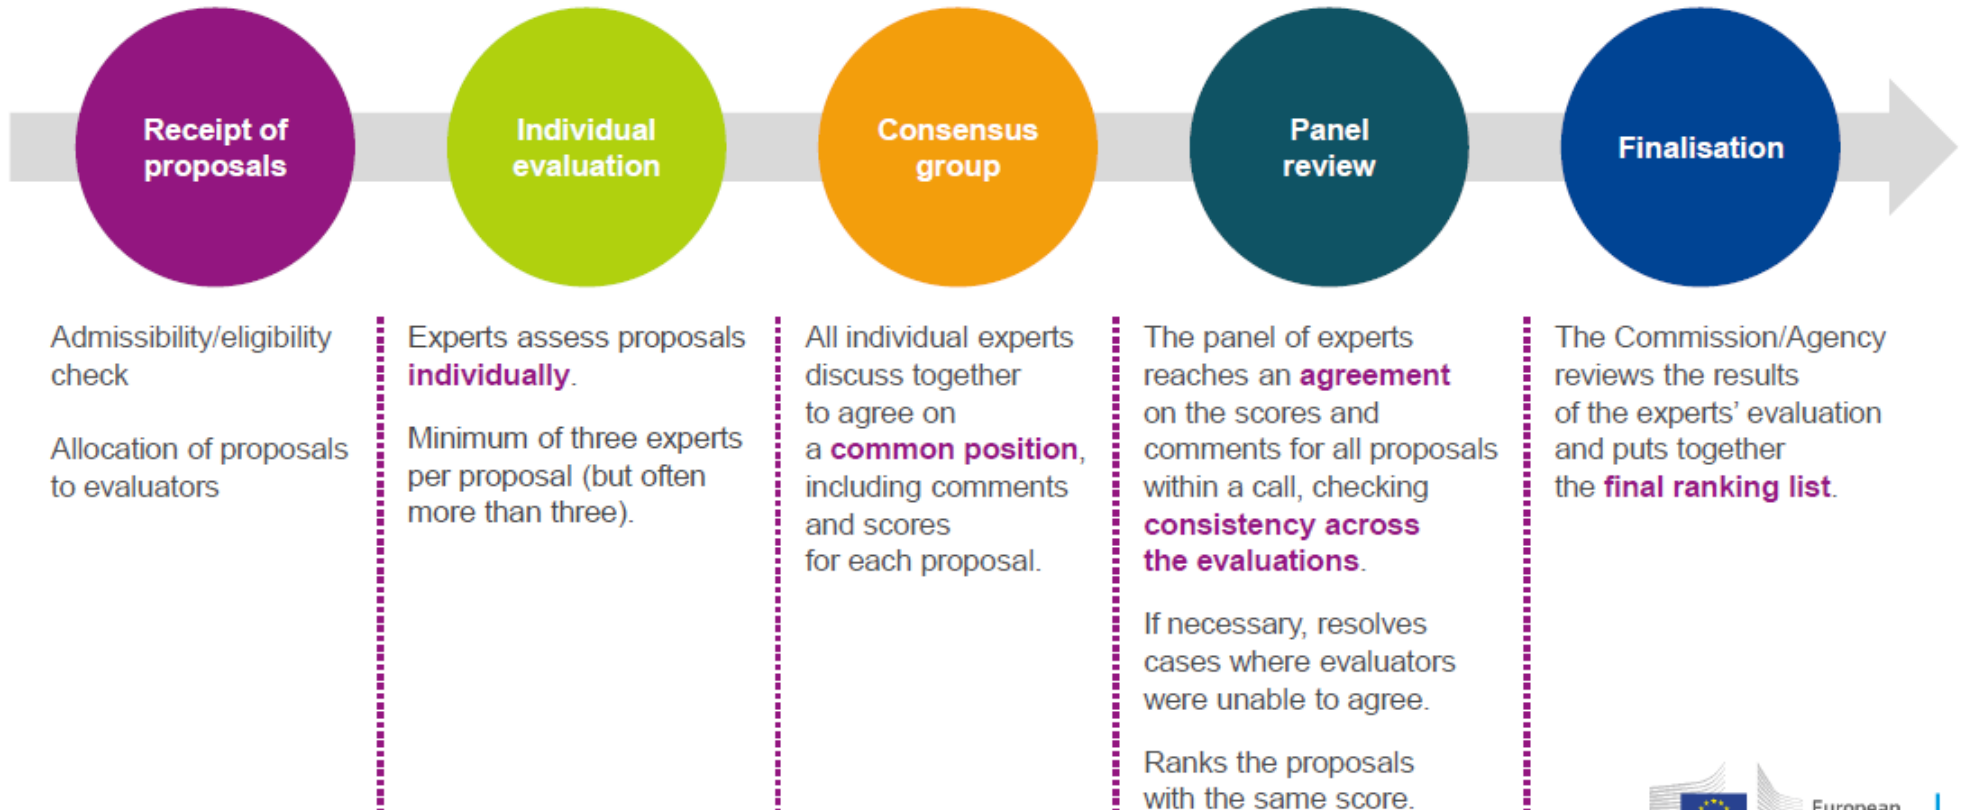 Receipt of
proposals
Individual
evaluation
Consensus
group
Panel
review
Finalisation
Admissibility/eligibility
check
Allocation of proposals
to evaluators
Experts assess proposals
individually.
Minimum of three experts
per proposal (but often
more than three).
All individual experts
discuss together
to agree on
a common position,
including comments
and scores
for each proposal.
The panel of experts
reaches an agreement
on the scores and
comments for all proposals
within a call, checking
consistency across
the evaluations.
If necessary, resolves
cases where evaluators
were unable to agree.
Ranks the proposals
with the same score.
The Commission/Agency
reviews the results
of the experts’ evaluation
and puts together
the final ranking list.
European